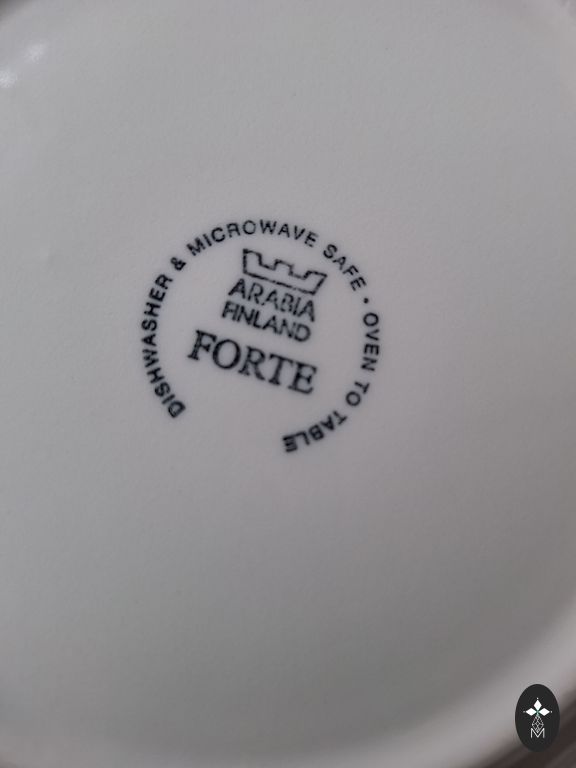 DISHWASHER & MICROWAVE SAFE • OVEN TO TABLE
ARABIA
FINLAND
FORTE
M